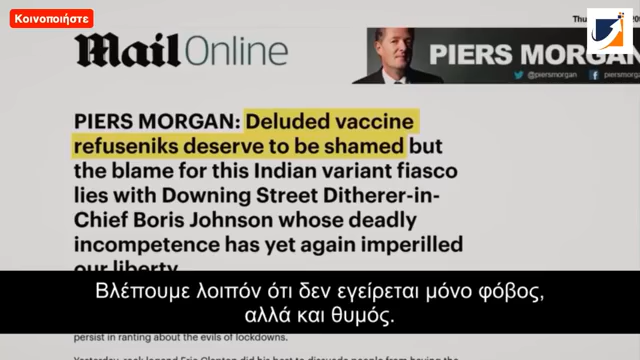 Κοινοποιήστε
Mail Online
Thu
PIERS MORGAN
@piersmorgan
PIERS MORGAN: Deluded vaccine
refuseniks deserve to be shamed but
the blame for this Indian variant fiasco
lies with Downing Street Ditherer-in-
Chief Boris Johnson whose deadly
incompetence has yet again imperilled
our liberty
Βλέπουμε λοιπόν ότι δεν εγείρεται μόνο φόβος,
αλλά και θυμός.
persist in ranting about the evils of lockdowns.